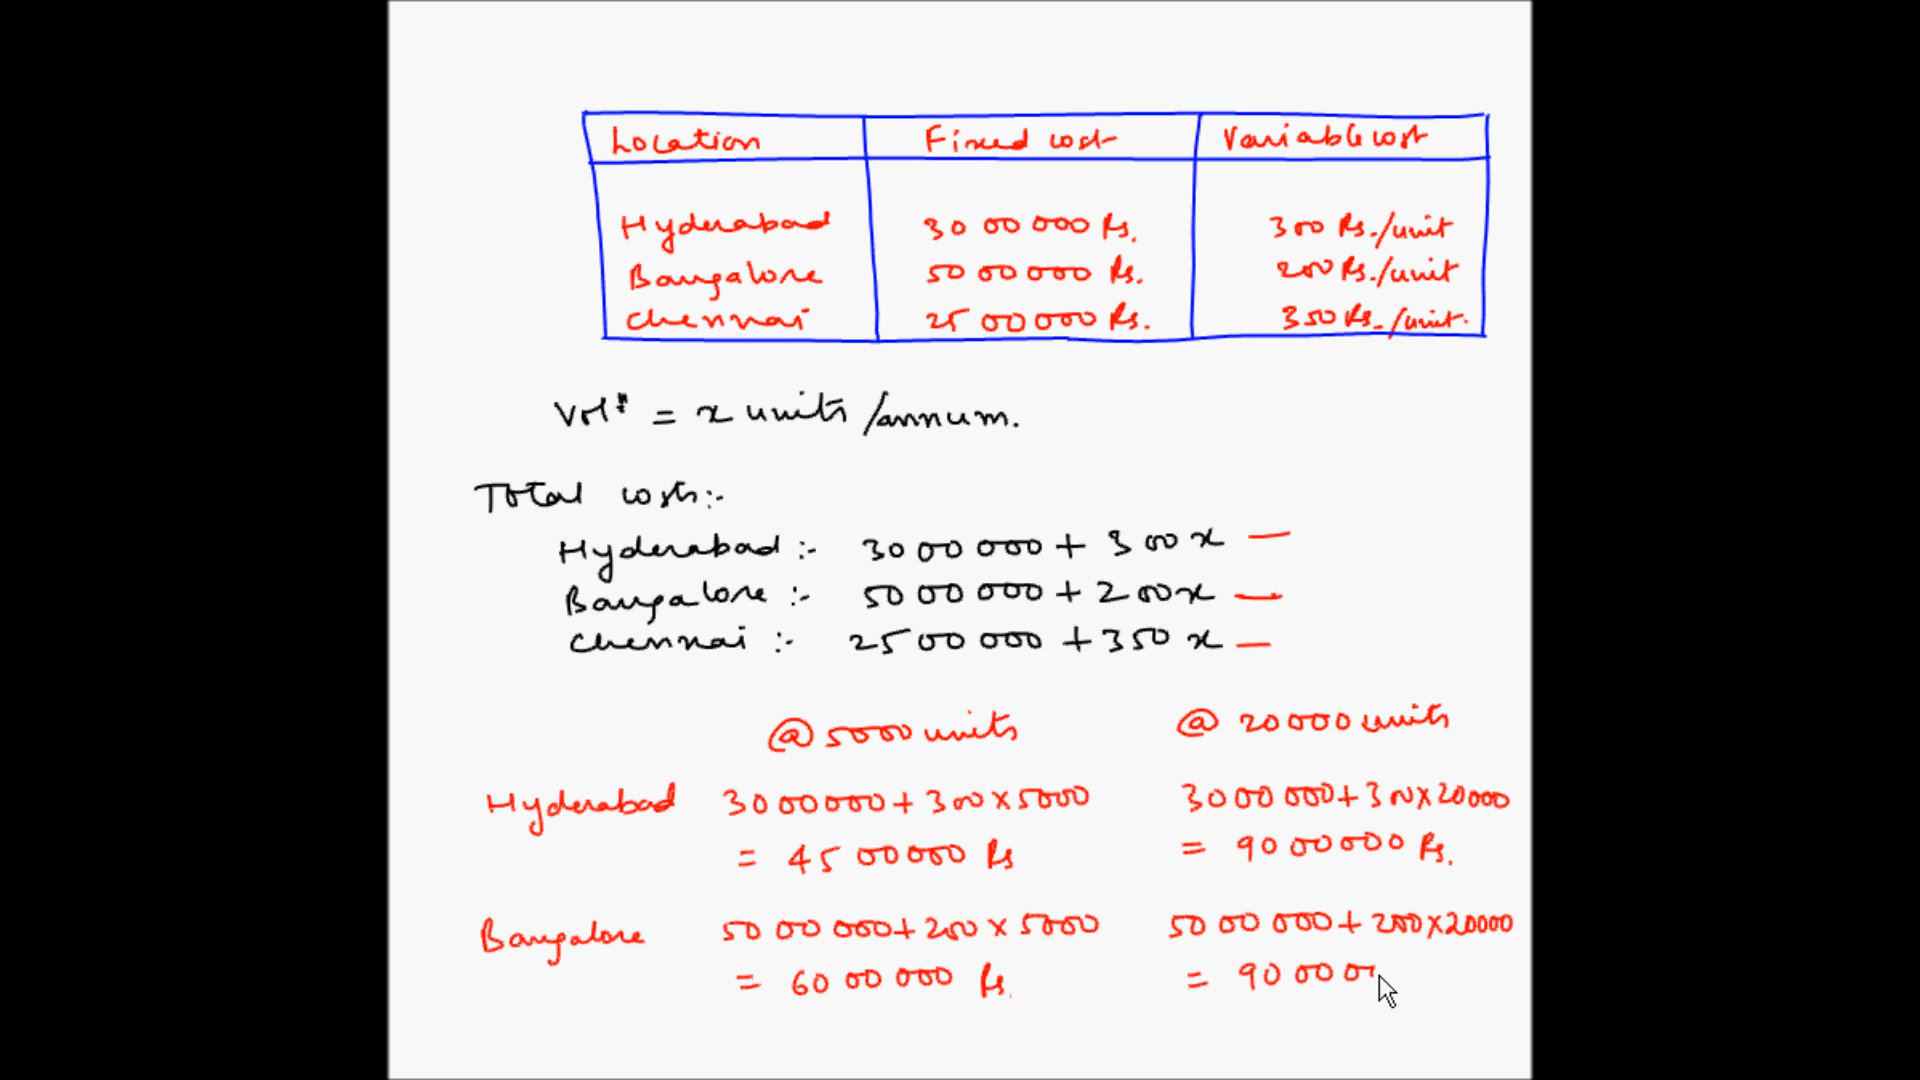 Location Fixed cost Variable cost
Hyderabad 30 00 000 Rs. 300 Rs./unit
Bangalore 50 00 000 Rs. 200 Rs./unit
Chennai 25 00 000 Rs. 350 Rs./unit.
= x units /annum.
Total costs:-
Hyderabad :- 30 00 000 + 300 x —
Bangalore :- 50 00 000 + 200x —
Chennai :- 25 00 000 + 350 x —
@ 5000 units @ 20000 units
Hyderabad 30 00 000 + 300 x 5000 30 00 000 + 300 x 20000
= 45 00 000 Rs = 90 00 000 Rs.
Bangalore 50 00 000 + 200 x 5000 50 00 000 + 200 x 20000
= 60 00 000 Rs. = 90 00 0